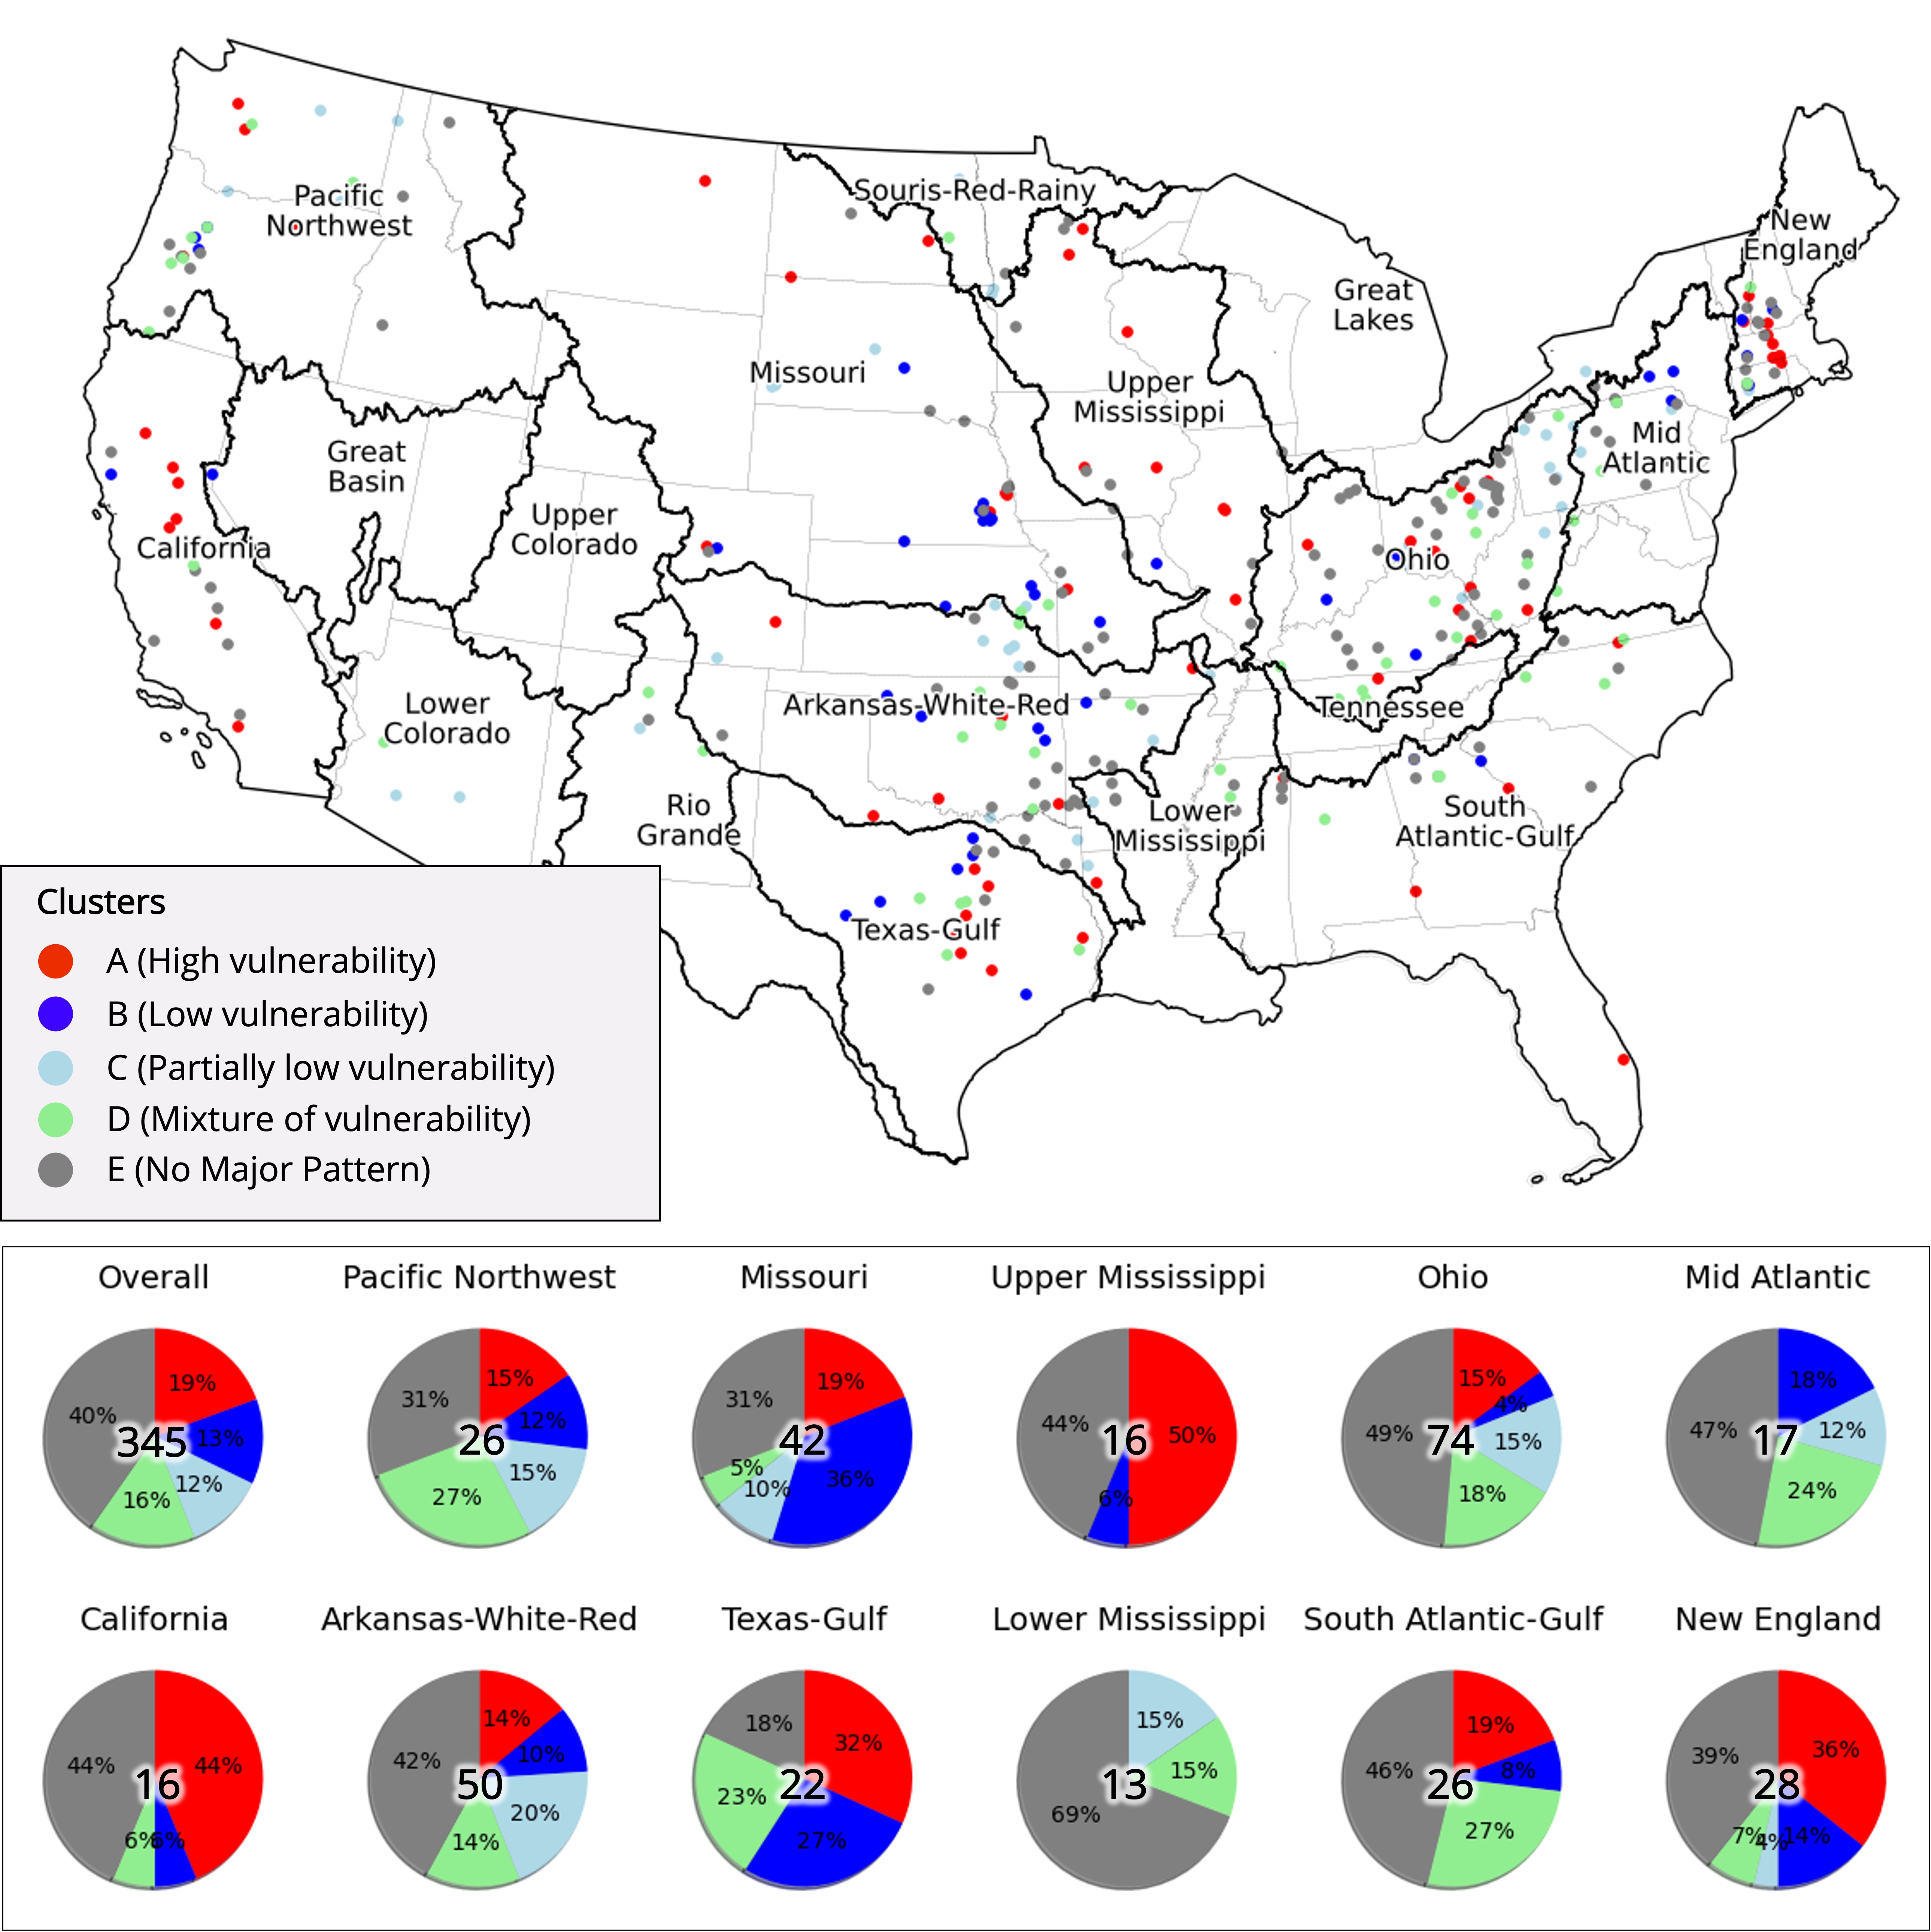 Pacific
Northwest
Souris-Red-Rainy
New
England
Great
Lakes
Missouri
Upper
Mississippi
Great
Basin
Mid
Atlantic
Upper
Colorado
California
Ohio
Lower
Colorado
Arkansas-White-Red
Tennessee
Rio
Grande
Lower
Mississippi
South
Atlantic-Gulf
Texas-Gulf
Clusters
A (High vulnerability)
B (Low vulnerability)
C (Partially low vulnerability)
D (Mixture of vulnerability)
E (No Major Pattern)
Overall
19%
13%
12%
16%
40%
345
Pacific Northwest
15%
12%
15%
27%
31%
26
Missouri
19%
36%
10%
5%
31%
42
Upper Mississippi
50%
6%
44%
16
Ohio
15%
4%
15%
18%
49%
74
Mid Atlantic
18%
12%
24%
47%
17
California
44%
6%
6%
44%
16
Arkansas-White-Red
14%
10%
20%
14%
42%
50
Texas-Gulf
32%
27%
23%
18%
22
Lower Mississippi
15%
15%
69%
13
South Atlantic-Gulf
19%
8%
27%
46%
26
New England
36%
14%
4%
7%
39%
28